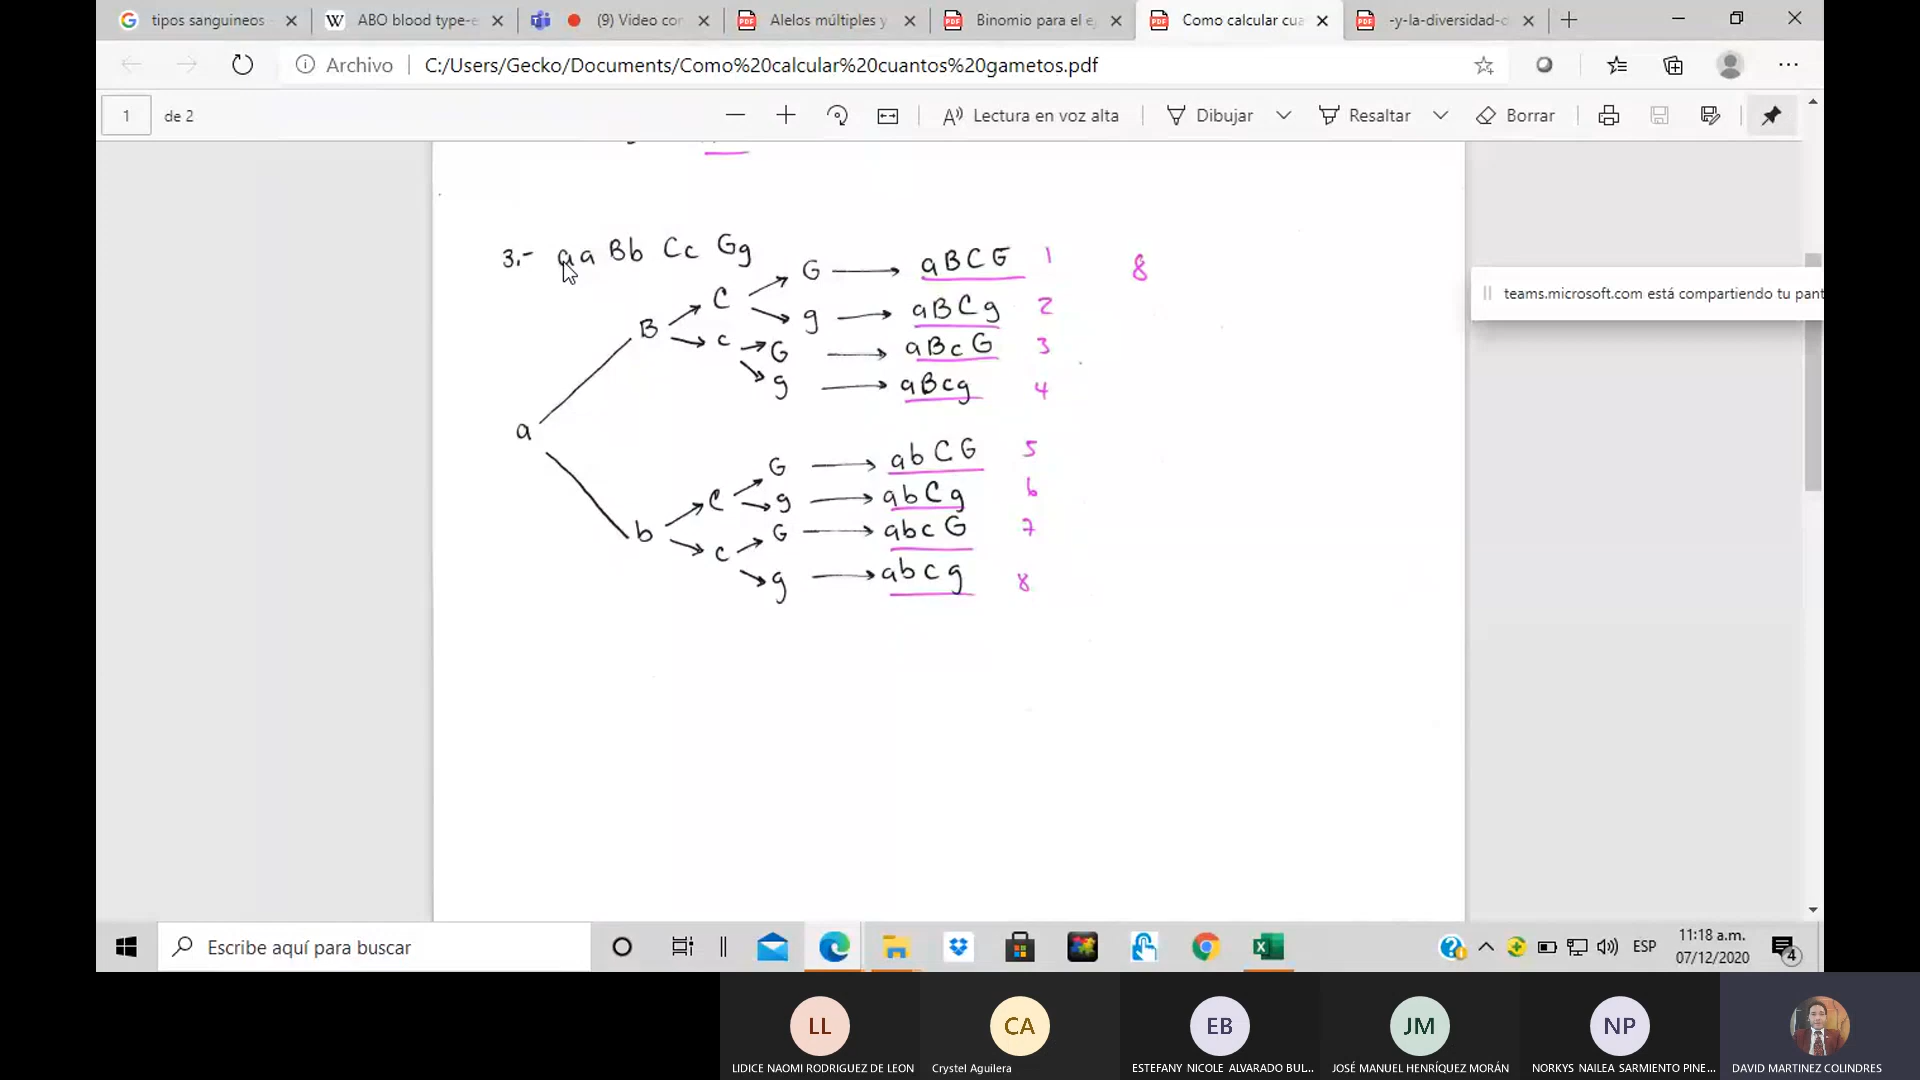 tipos sanguineos
ABO blood type-e
(9) Video co
Alelos múltiples y
Binomio para el e
Como calcular cua
-y-la-diversidad-
Archivo
C:/Users/Gecko/Documents/Como%20calcular%20cuantos%20gametos.pdf
1 de 2
Lectura en voz alta
Dibujar
Resaltar
Borrar
3.- aa Bb Cc Gg
G aBCG 1 8
C
g aBCg 2
B
c G aBcG 3
g aBcg 4
a
G abCG 5
C g abCg 6
b G abcG 7
c
g abcg 8
teams.microsoft.com está compartiendo tu pant
Escribe aquí para buscar
ESP
11:18 a.m.
07/12/2020
4
LL
CA
EB
JM
NP
LIDICE NAOMI RODRIGUEZ DE LEON
Crystel Aguilera
ESTEFANY NICOLE ALVARADO BUL...
JOSÉ MANUEL HENRÍQUEZ MORÁN
NORKYS NAILEA SARMIENTO PINE...
DAVID MARTINEZ COLINDRES